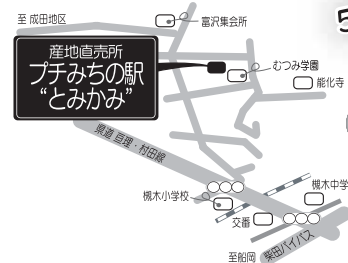 至 成田地区
富沢集会所
産地直売所
プチみちの駅
“とみかみ”
むつみ学園
能化寺
県道 亘理・村田線
槻木小学校
槻木中学
交番
至船岡
柴田バイパス